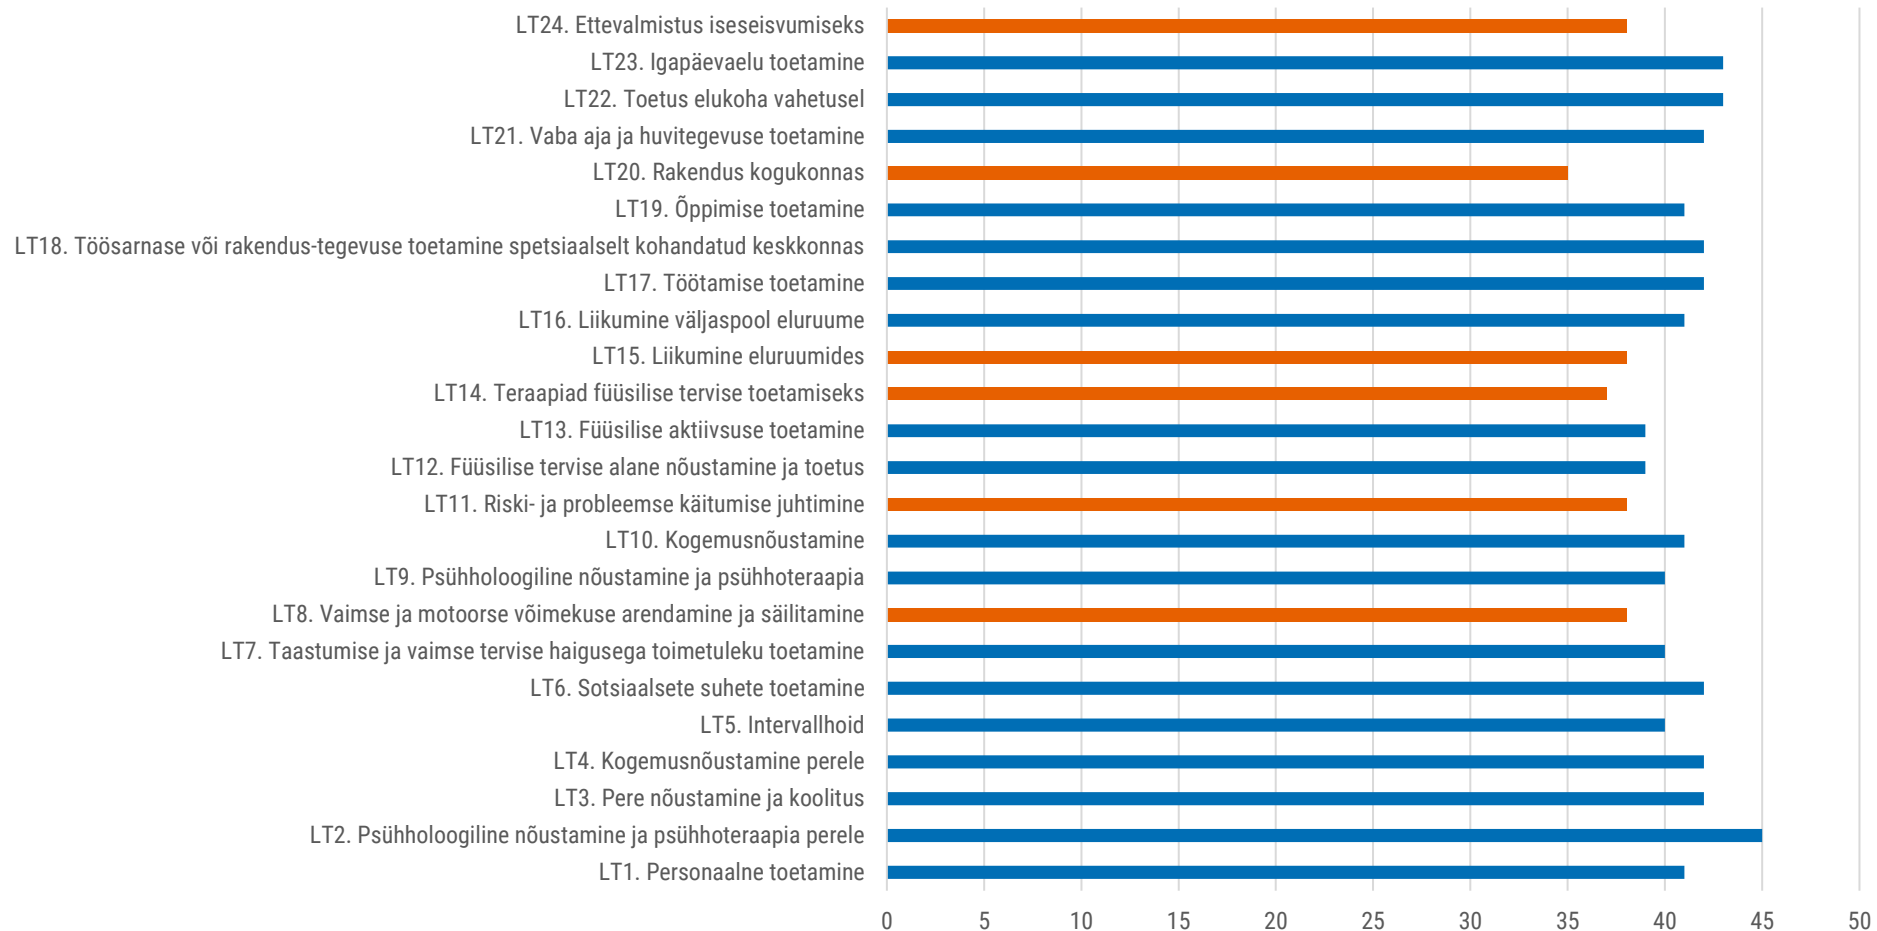 LT24. Ettevalmistus iseseisvumiseks
LT23. Igapäevaelu toetamine
LT22. Toetus elukoha vahetusel
LT21. Vaba aja ja huvitegevuse toetamine
LT20. Rakendus kogukonnas
LT19. Õppimise toetamine
LT18. Töösarnase või rakendus-tegevuse toetamine spetsiaalselt kohandatud keskkonnas
LT17. Töötamise toetamine
LT16. Liikumine väljaspool eluruume
LT15. Liikumine eluruumides
LT14. Teraapiad füüsilise tervise toetamiseks
LT13. Füüsilise aktiivsuse toetamine
LT12. Füüsilise tervise alane nõustamine ja toetus
LT11. Riski- ja probleemse käitumise juhtimine
LT10. Kogemusnõustamine
LT9. Psühholoogiline nõustamine ja psühhoteraapia
LT8. Vaimse ja motoorse võimekuse arendamine ja säilitamine
LT7. Taastumise ja vaimse tervise haigusega toimetuleku toetamine
LT6. Sotsiaalsete suhete toetamine
LT5. Intervallhoid
LT4. Kogemusnõustamine perele
LT3. Pere nõustamine ja koolitus
LT2. Psühholoogiline nõustamine ja psühhoteraapia perele
LT1. Personaalne toetamine
0 5 10 15 20 25 30 35 40 45 50